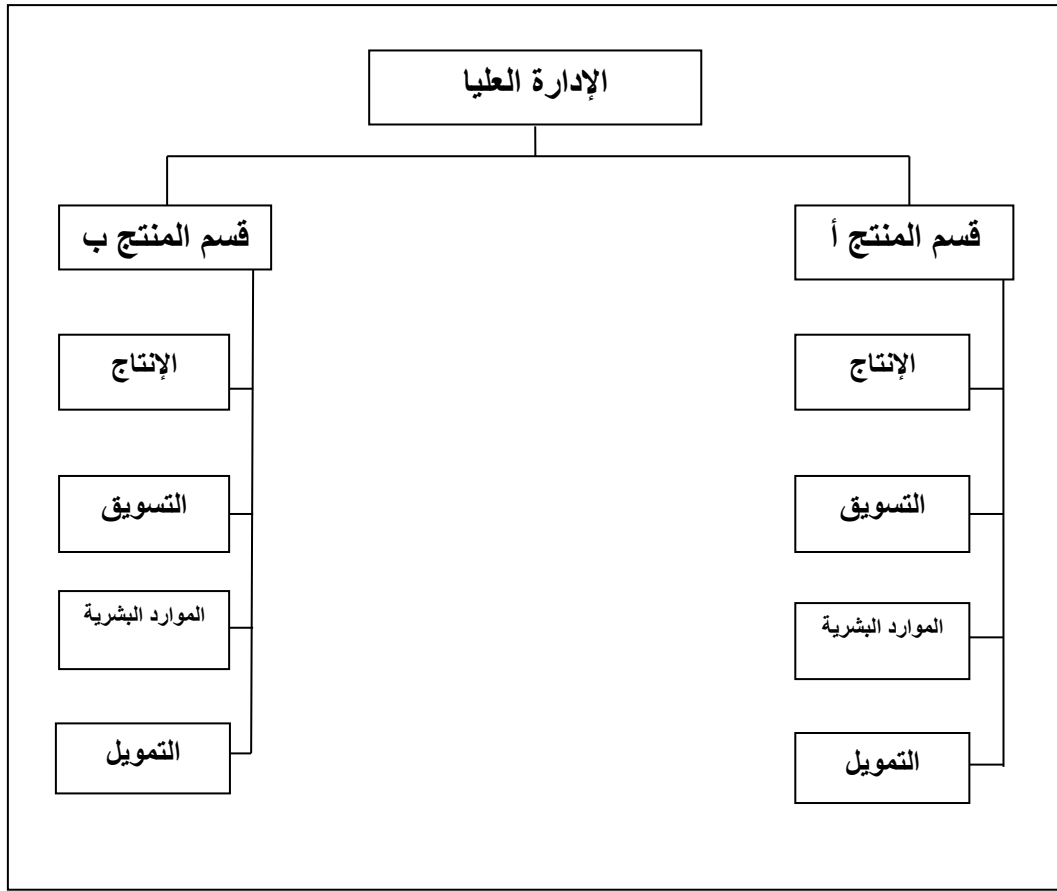 الإدارة العليا
قسم المنتج أ
قسم المنتج ب
الإنتاج
الإنتاج
التسويق
التسويق
الموارد البشرية
الموارد البشرية
التمويل
التمويل